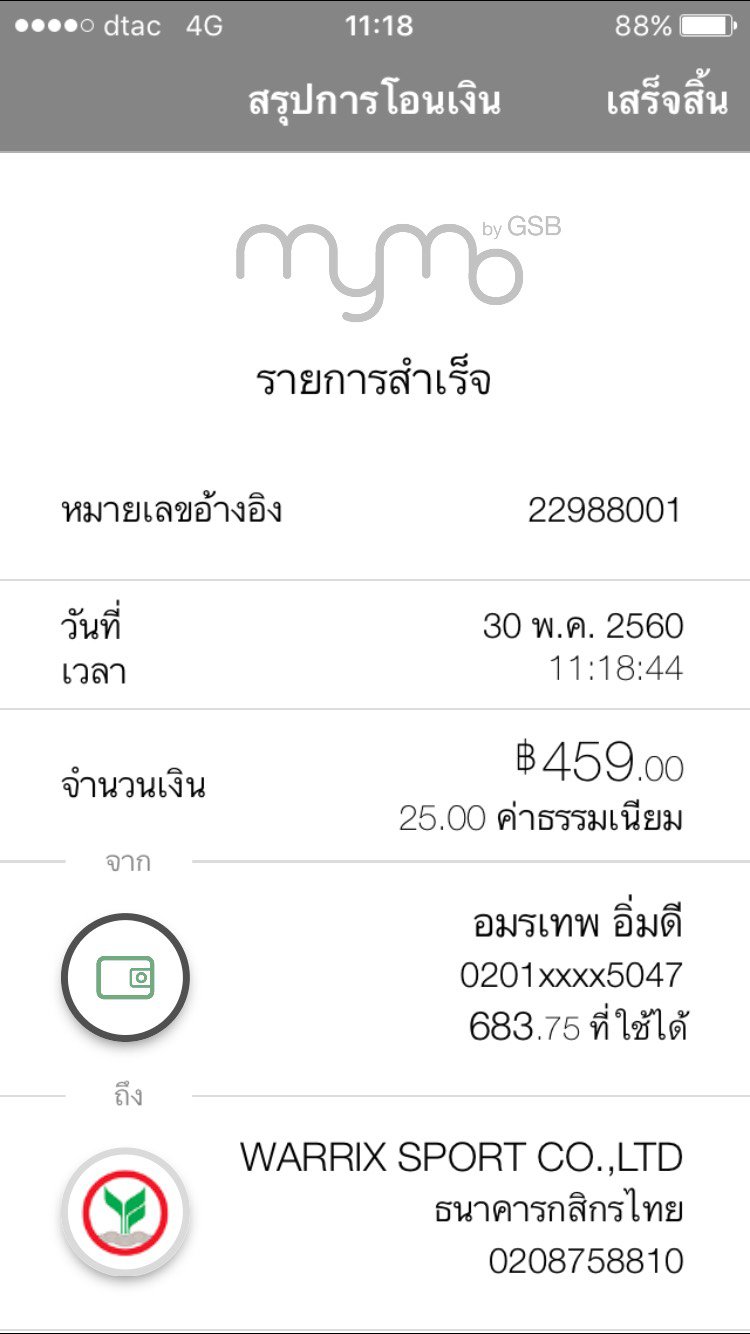 dtac 4G 11:18 88%
สรุปการโอนเงิน เสร็จสิ้น
mymo by GSB
รายการสำเร็จ
หมายเลขอ้างอิง 22988001
วันที่ 30 พ.ค. 2560
เวลา 11:18:44
จำนวนเงิน ฿459.00
25.00 ค่าธรรมเนียม
จาก
อมรเทพ อิ่มดี
0201xxxx5047
683.75 ที่ใช้ได้
ถึง
WARRIX SPORT CO.,LTD
ธนาคารกสิกรไทย
0208758810